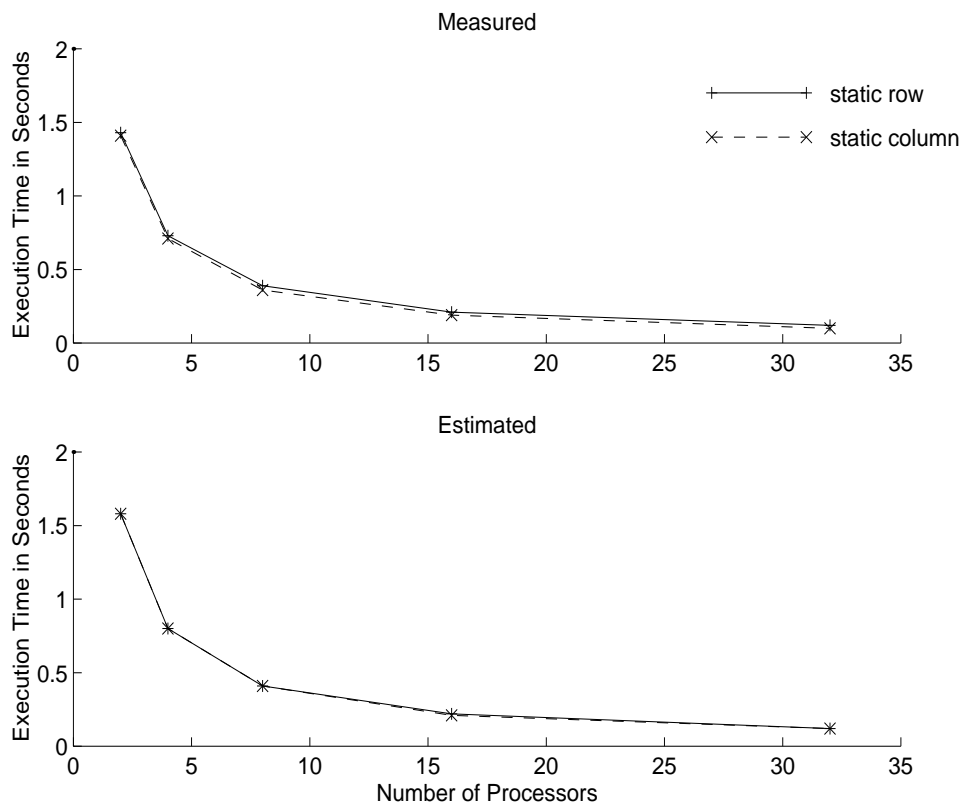 Measured
Execution Time in Seconds
2
1.5
1
0.5
0
0 5 10 15 20 25 30 35
static row
static column
Estimated
Execution Time in Seconds
2
1.5
1
0.5
0
0 5 10 15 20 25 30 35
Number of Processors